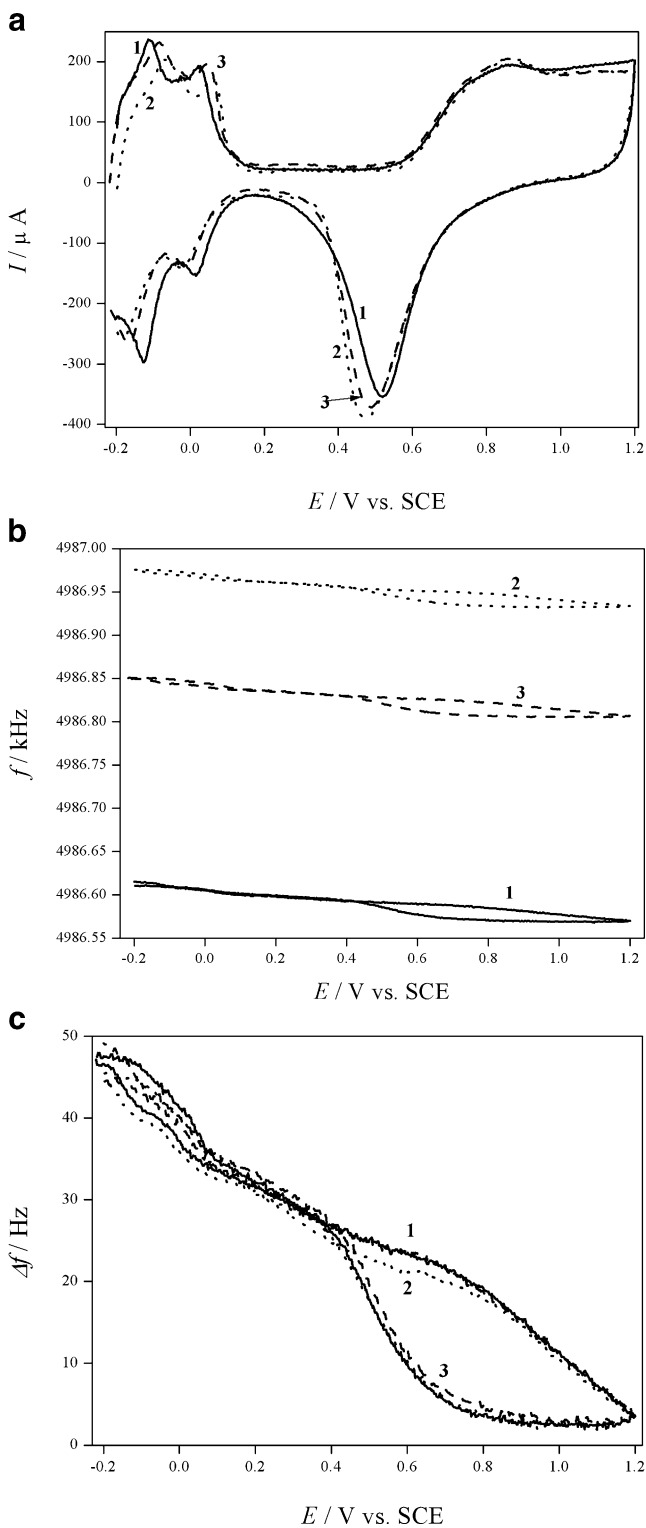 a
200
100
0
-100
-200
-300
-400
I / μ A
1
2
3
1
2
3
-0.2 0.0 0.2 0.4 0.6 0.8 1.0 1.2
E / V vs. SCE
b
4987.00
4986.95
4986.90
4986.85
4986.80
4986.75
4986.70
4986.65
4986.60
4986.55
f / kHz
2
3
1
-0.2 0.0 0.2 0.4 0.6 0.8 1.0 1.2
E / V vs. SCE
c
50
40
30
20
10
0
Δf / Hz
1
2
3
-0.2 0.0 0.2 0.4 0.6 0.8 1.0 1.2
E / V vs. SCE